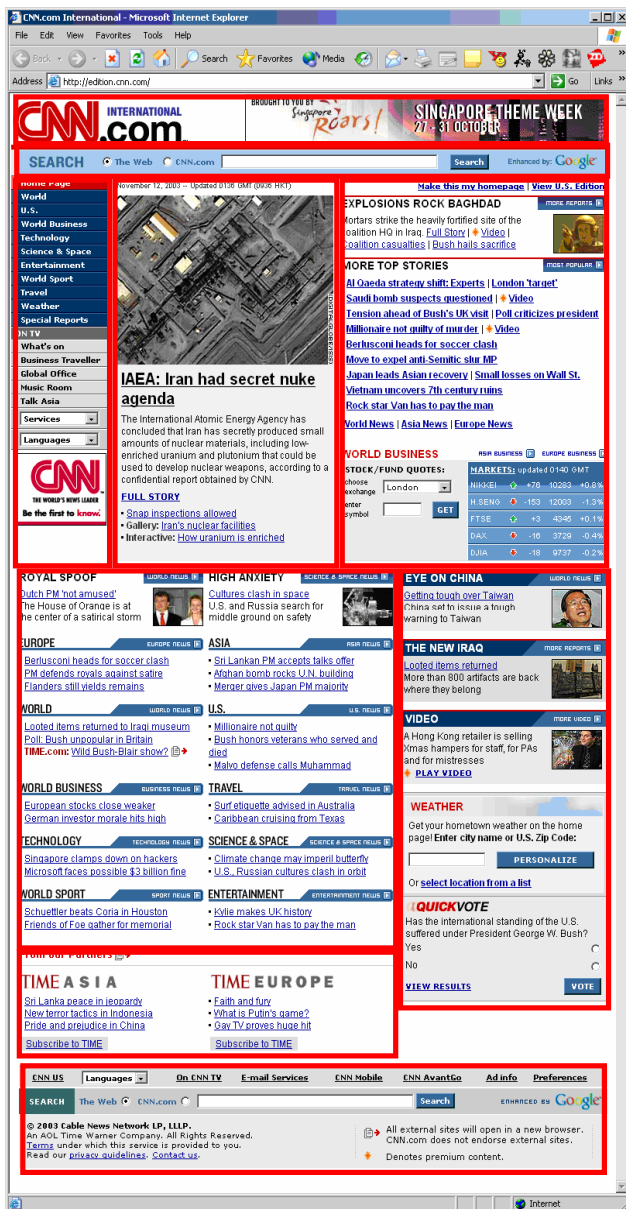 CNN.com International - Microsoft Internet Explorer
File Edit View Favorites Tools Help
Back Search Favorites Media
Address http://edition.cnn.com/ Go Links
CNN.com INTERNATIONAL
BROUGHT TO YOU BY
Singapore Roars!
SINGAPORE THEME WEEK
27 - 31 OCTOBER
SEARCH The Web CNN.com Search Enhanced by: Google
Home Page
World
U.S.
World Business
Technology
Science & Space
Entertainment
World Sport
Travel
Weather
Special Reports
ON TV
What's on
Business Traveller
Global Office
Music Room
Talk Asia
Services
Languages
CNN
THE WORLD'S NEWS LEADER
Be the first to know.
November 12, 2003 -- Updated 0136 GMT (0936 HKT)
IAEA: Iran had secret nuke
agenda
The International Atomic Energy Agency has
concluded that Iran has secretly produced small
amounts of nuclear materials, including low-
enriched uranium and plutonium that could be
used to develop nuclear weapons, according to a
confidential report obtained by CNN.
FULL STORY
• Snap inspections allowed
• Gallery: Iran's nuclear facilities
• Interactive: How uranium is enriched
Make this my homepage | View U.S. Edition
EXPLOSIONS ROCK BAGHDAD MORE REPORTS
Mortars strike the heavily fortified site of the
coalition HQ in Iraq. Full Story | Video |
Coalition casualties | Bush hails sacrifice
MORE TOP STORIES MOST POPULAR
Al Qaeda strategy shift: Experts | London 'target'
Saudi bomb suspects questioned | Video
Tension ahead of Bush's UK visit | Poll criticizes president
Millionaire not guilty of murder | Video
Berlusconi heads for soccer clash
Move to expel anti-Semitic slur MP
Japan leads Asian recovery | Small losses on Wall St.
Vietnam uncovers 7th century ruins
Rock star Van has to pay the man
World News | Asia News | Europe News
WORLD BUSINESS ASIA BUSINESS EUROPE BUSINESS
STOCK/FUND QUOTES:
choose exchange London
enter symbol GET
MARKETS: updated 0140 GMT
NIKKEI +78 10283 +0.8%
H.SENG -153 12003 -1.3%
FTSE +3 4345 +0.1%
DAX -16 3729 -0.4%
DJIA -18 9737 -0.2%
ROYAL SPOOF WORLD NEWS
Dutch PM 'not amused'
The House of Orange is at
the center of a satirical storm
HIGH ANXIETY SCIENCE & SPACE NEWS
Cultures clash in space
U.S. and Russia search for
middle ground on safety
EUROPE EUROPE NEWS
Berlusconi heads for soccer clash
PM defends royals against satire
Flanders still yields remains
ASIA ASIA NEWS
• Sri Lankan PM accepts talks offer
• Afghan bomb rocks U.N. building
• Merger gives Japan PM majority
WORLD WORLD NEWS
Looted items returned to Iraqi museum
Poll: Bush unpopular in Britain
TIME.com: Wild Bush-Blair show?
U.S. U.S. NEWS
• Millionaire not guilty
• Bush honors veterans who served and
died
• Malvo defense calls Muhammad
WORLD BUSINESS BUSINESS NEWS
European stocks close weaker
German investor morale hits high
TRAVEL TRAVEL NEWS
• Surf etiquette advised in Australia
• Caribbean cruising from Texas
TECHNOLOGY TECHNOLOGY NEWS
Singapore clamps down on hackers
Microsoft faces possible $3 billion fine
SCIENCE & SPACE SCIENCE & SPACE NEWS
• Climate change may imperil butterfly
• U.S., Russian cultures clash in orbit
WORLD SPORT SPORT NEWS
Schuettler beats Coria in Houston
Friends of Foe gather for memorial
ENTERTAINMENT ENTERTAINMENT NEWS
• Kylie makes UK history
• Rock star Van has to pay the man
From our Partners
TIME ASIA
Sri Lanka peace in jeopardy
New terror tactics in Indonesia
Pride and prejudice in China
Subscribe to TIME
TIME EUROPE
• Faith and fury
• What is Putin's game?
• Gay TV proves huge hit
Subscribe to TIME
EYE ON CHINA WORLD NEWS
Getting tough over Taiwan
China set to issue a tough
warning to Taiwan
THE NEW IRAQ MORE REPORTS
Looted items returned
More than 800 artifacts are back
where they belong
VIDEO MORE VIDEO
A Hong Kong retailer is selling
Xmas hampers for staff, for PAs
and for mistresses
PLAY VIDEO
WEATHER
Get your hometown weather on the home
page! Enter city name or U.S. Zip Code:
PERSONALIZE
Or select location from a list
QUICKVOTE
Has the international standing of the U.S.
suffered under President George W. Bush?
Yes
No
VIEW RESULTS VOTE
CNN US Languages On CNN TV E-mail Services CNN Mobile CNN AvantGo Ad info Preferences
SEARCH The Web CNN.com Search ENHANCED BY Google
© 2003 Cable News Network LP, LLLP.
An AOL Time Warner Company. All Rights Reserved.
Terms under which this service is provided to you.
Read our privacy guidelines. Contact us.
All external sites will open in a new browser.
CNN.com does not endorse external sites.
Denotes premium content.
Internet